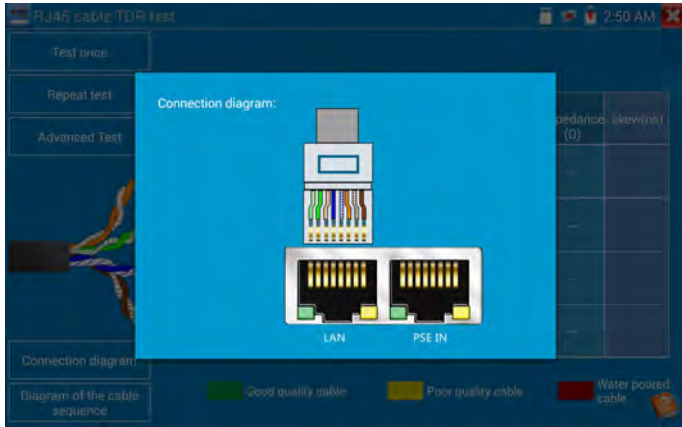 RJ45 cable TDR test
2:50 AM
Test once
Repeat test
Advanced Test
Connection diagram:
pedance
(Ω)
Skew(ns)
LAN
PSE IN
Connection diagram
Diagram of the cable
sequence
Good quality cable
Poor quality cable
Water poured
cable